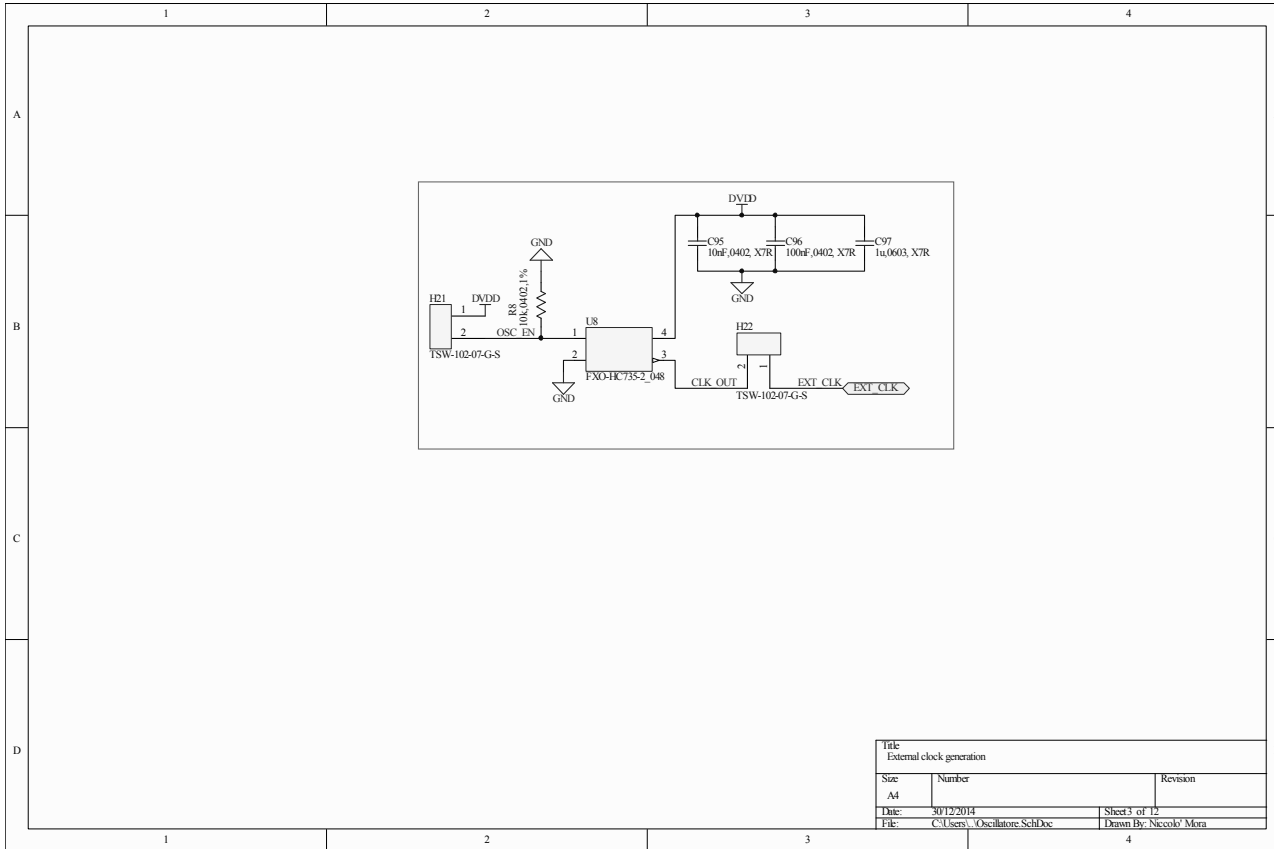 1 2 3 4
A
B
C
D
DVDD
C95
10nF,0402, X7R
C96
100nF,0402, X7R
C97
1u,0603, X7R
GND
GND
R8
10k,0402,1%
H21
DVDD
1
2
OSC_EN
TSW-102-07-G-S
U8
1
2
4
3
FXO-HC735-2_048
GND
H22
2
1
CLK_OUT
EXT_CLK
EXT_CLK
TSW-102-07-G-S
Title
External clock generation
Size Number Revision
A4
Date: 30/12/2014 Sheet3 of 12
File: C:\Users\..\Oscillatore.SchDoc Drawn By: Niccolo' Mora
1 2 3 4